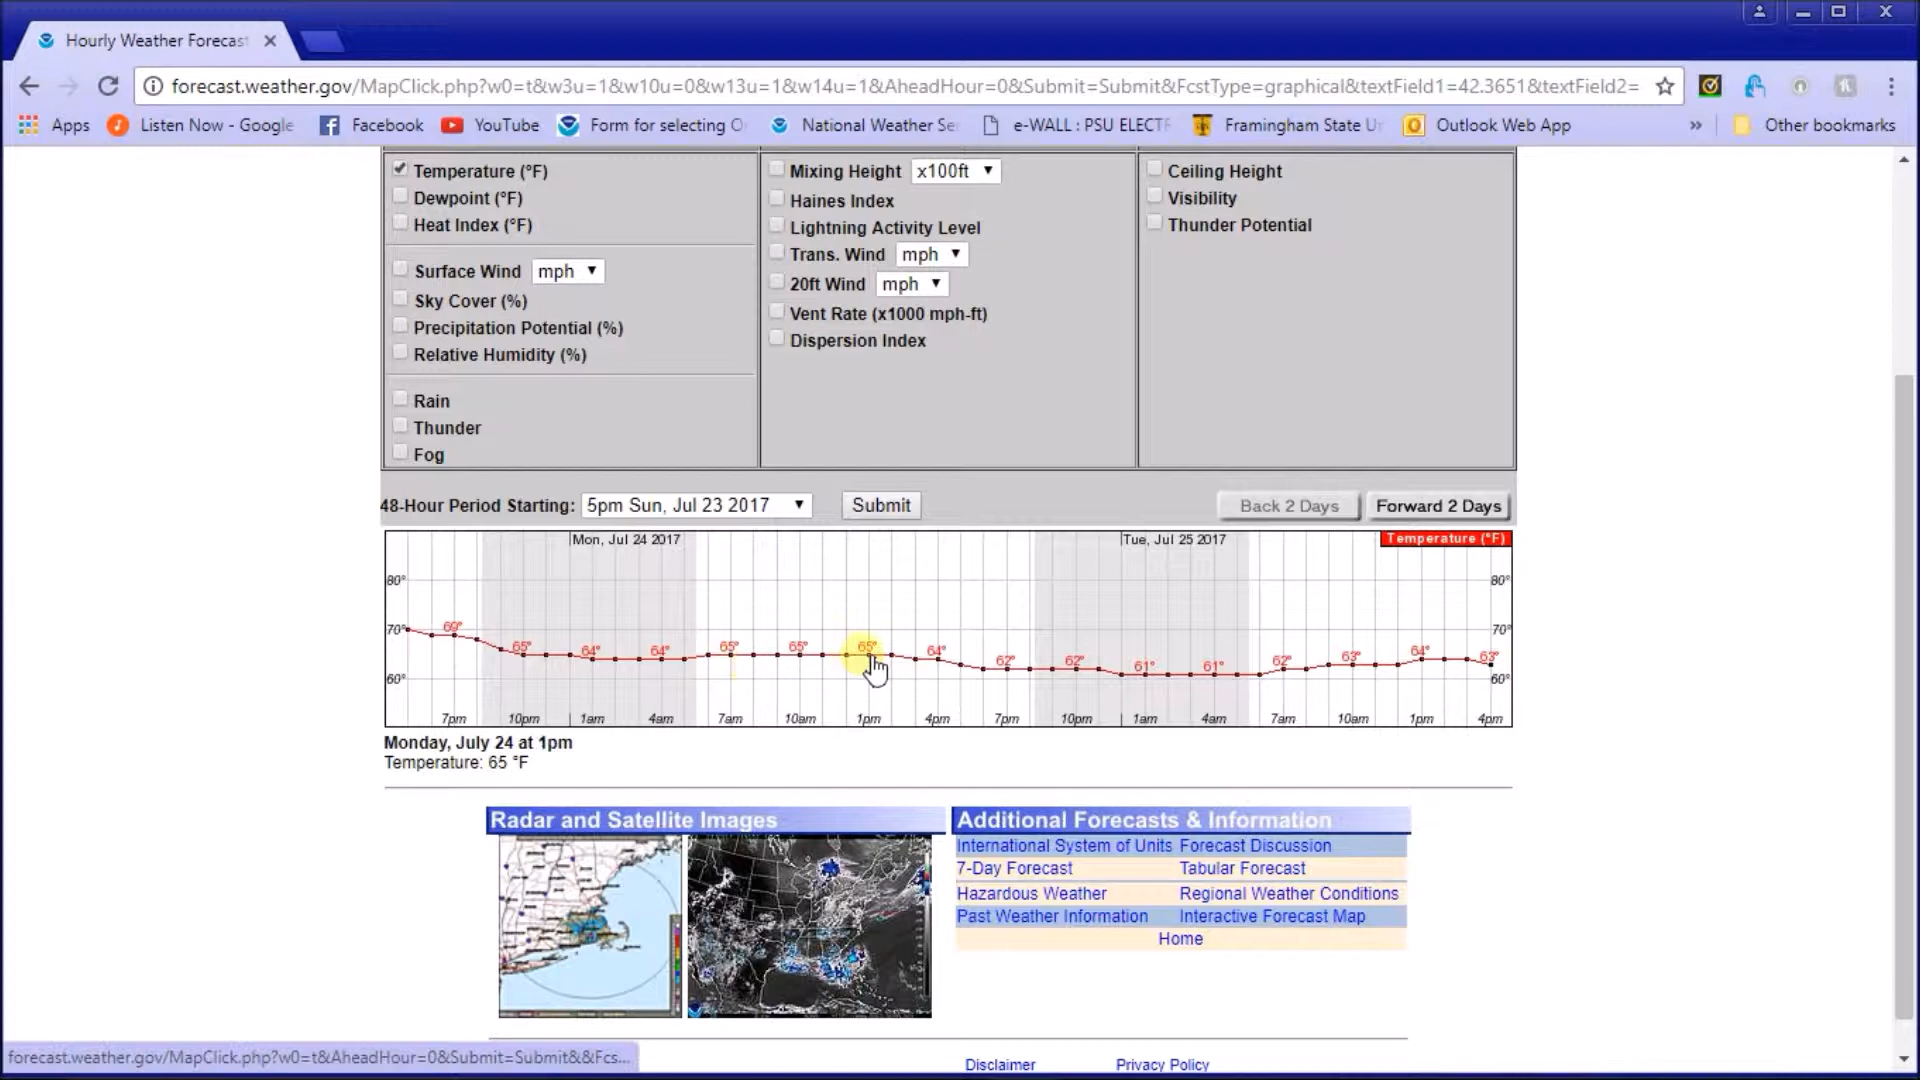 Hourly Weather Forecas
forecast.weather.gov/MapClick.php?w0=t&w3u=1&w10u=0&w13u=1&w14u=1&AheadHour=0&Submit=Submit&FcstType=graphical&textField1=42.3651&textField2=
Apps Listen Now - Google Facebook YouTube Form for selecting O National Weather Se e-WALL : PSU ELECTR Framingham State U Outlook Web App » Other bookmarks
Temperature (°F)
Dewpoint (°F)
Heat Index (°F)
Surface Wind mph
Sky Cover (%)
Precipitation Potential (%)
Relative Humidity (%)
Rain
Thunder
Fog
Mixing Height x100ft
Haines Index
Lightning Activity Level
Trans. Wind mph
20ft Wind mph
Vent Rate (x1000 mph-ft)
Dispersion Index
Ceiling Height
Visibility
Thunder Potential
48-Hour Period Starting: 5pm Sun, Jul 23 2017 Submit Back 2 Days Forward 2 Days
Mon, Jul 24 2017 Tue, Jul 25 2017 Temperature (°F)
80° 80°
70° 69° 65° 64° 64° 65° 65° 65° 64° 62° 62° 61° 61° 62° 63° 64° 63° 70°
60° 60°
7pm 10pm 1am 4am 7am 10am 1pm 4pm 7pm 10pm 1am 4am 7am 10am 1pm 4pm
Monday, July 24 at 1pm
Temperature: 65 °F
Radar and Satellite Images
Additional Forecasts & Information
International System of Units Forecast Discussion
7-Day Forecast Tabular Forecast
Hazardous Weather Regional Weather Conditions
Past Weather Information Interactive Forecast Map
Home
forecast.weather.gov/MapClick.php?w0=t&AheadHour=0&Submit=Submit&&Fcs...
Disclaimer Privacy Policy